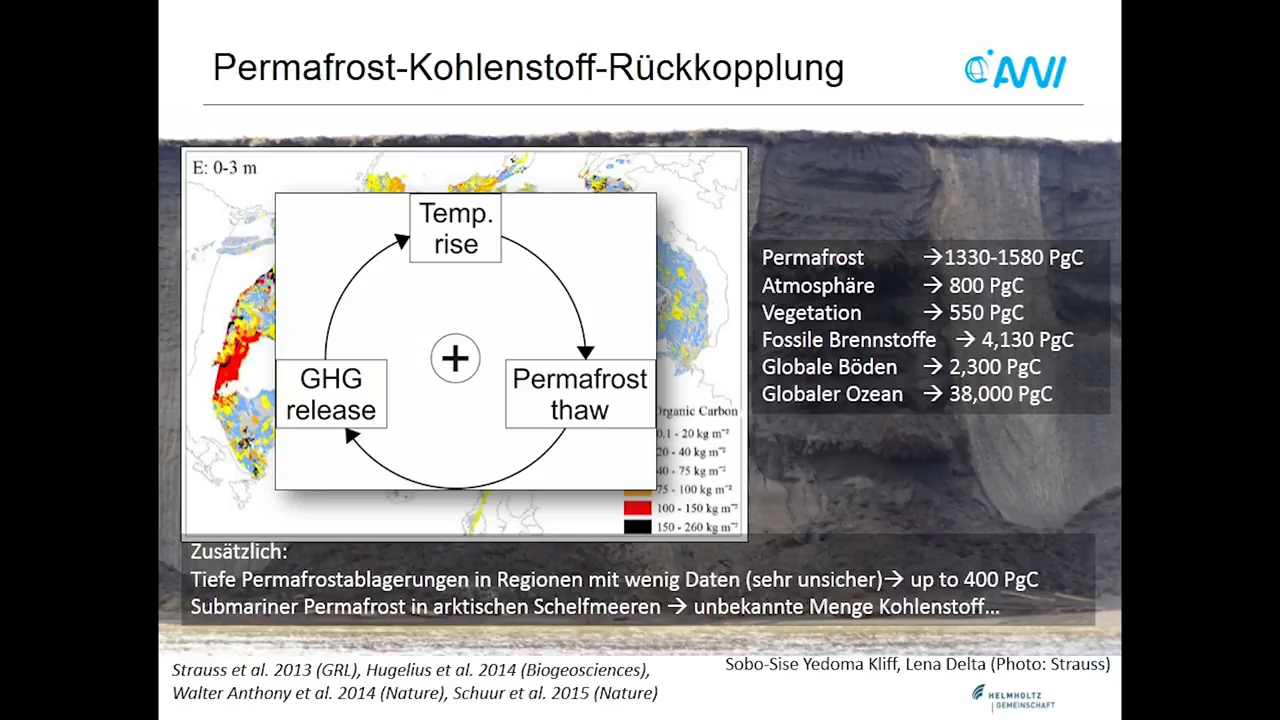 Permafrost-Kohlenstoff-Rückkopplung
AWI
E: 0-3 m
Temp.
rise
GHG
release
+
Permafrost
thaw
Organic Carbon
0.1 - 20 kg m⁻²
20 - 40 kg m⁻²
40 - 75 kg m⁻²
75 - 100 kg m⁻²
100 - 150 kg m⁻²
150 - 260 kg m⁻²
Permafrost →1330-1580 PgC
Atmosphäre → 800 PgC
Vegetation → 550 PgC
Fossile Brennstoffe → 4,130 PgC
Globale Böden → 2,300 PgC
Globaler Ozean → 38,000 PgC
Zusätzlich:
Tiefe Permafrostablagerungen in Regionen mit wenig Daten (sehr unsicher)→ up to 400 PgC
Submariner Permafrost in arktischen Schelfmeeren → unbekannte Menge Kohlenstoff...
Strauss et al. 2013 (GRL), Hugelius et al. 2014 (Biogeosciences),
Walter Anthony et al. 2014 (Nature), Schuur et al. 2015 (Nature)
Sobo-Sise Yedoma Kliff, Lena Delta (Photo: Strauss)
HELMHOLTZ
GEMEINSCHAFT